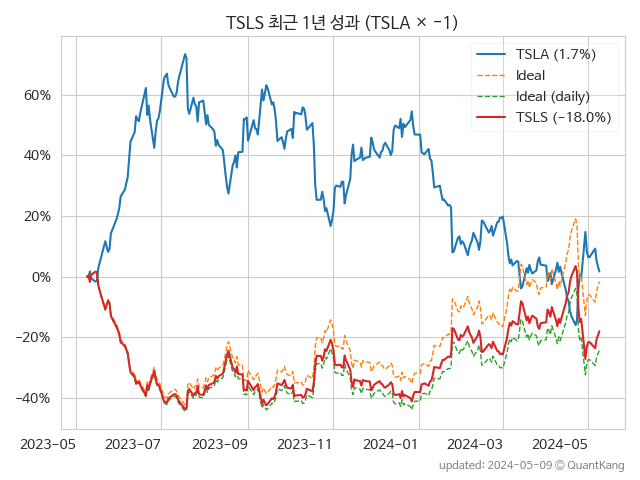 TSLS 최근 1년 성과 (TSLA × −1)
TSLA (1.7%)
Ideal
Ideal (daily)
TSLS (−18.0%)
60%
40%
20%
0%
−20%
−40%
2023-05
2023-07
2023-09
2023-11
2024-01
2024-03
2024-05
updated: 2024-05-09 © QuantKang